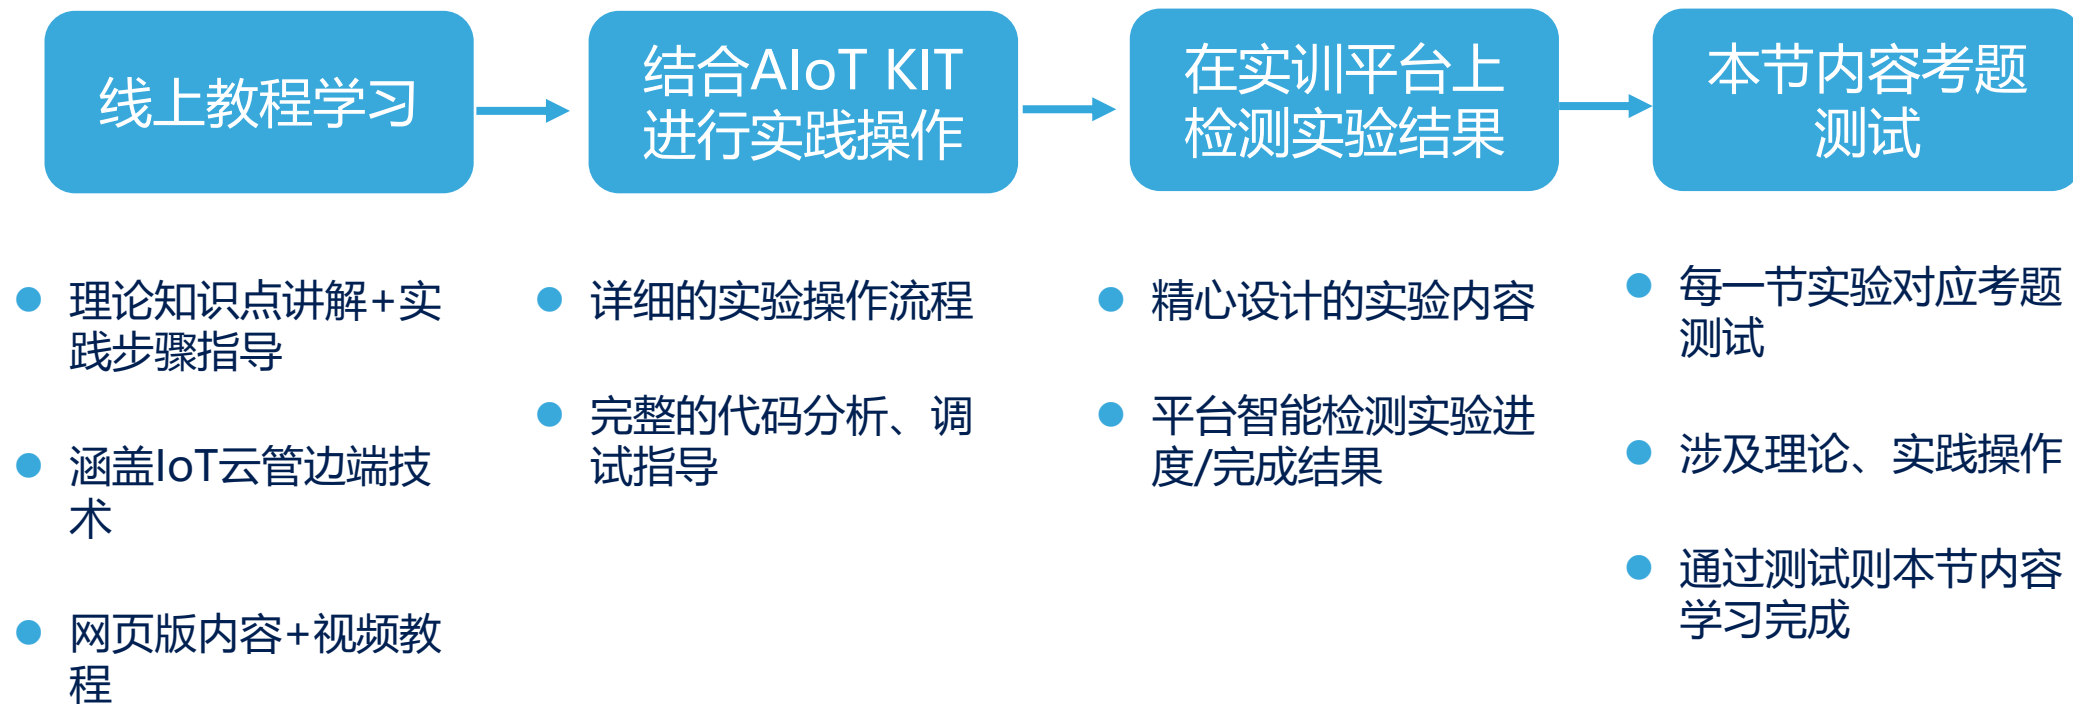 线上教程学习
结合AIoT KIT
进行实践操作
在实训平台上
检测实验结果
本节内容考题
测试
理论知识点讲解+实
践步骤指导
涵盖IoT云管边端技
术
网页版内容+视频教
程
详细的实验操作流程
完整的代码分析、调
试指导
精心设计的实验内容
平台智能检测实验进
度/完成结果
每一节实验对应考题
测试
涉及理论、实践操作
通过测试则本节内容
学习完成